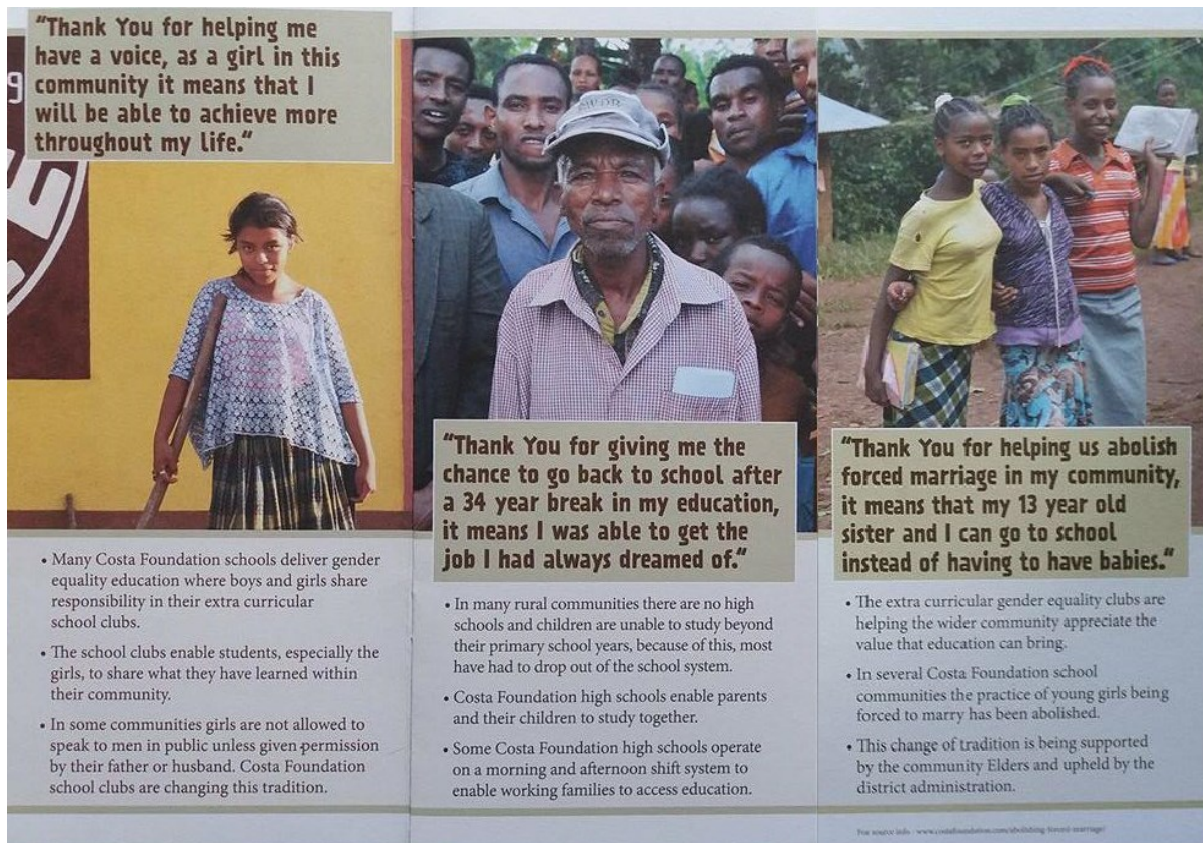 "Thank You for helping me
have a voice, as a girl in this
community it means that I
will be able to achieve more
throughout my life."
• Many Costa Foundation schools deliver gender
equality education where boys and girls share
responsibility in their extra curricular
school clubs.
• The school clubs enable students, especially the
girls, to share what they have learned within
their community.
• In some communities girls are not allowed to
speak to men in public unless given permission
by their father or husband. Costa Foundation
school clubs are changing this tradition.
"Thank You for giving me the
chance to go back to school after
a 34 year break in my education,
it means I was able to get the
job I had always dreamed of."
• In many rural communities there are no high
schools and children are unable to study beyond
their primary school years, because of this, most
have had to drop out of the school system.
• Costa Foundation high schools enable parents
and their children to study together.
• Some Costa Foundation high schools operate
on a morning and afternoon shift system to
enable working families to access education.
"Thank You for helping us abolish
forced marriage in my community,
it means that my 13 year old
sister and I can go to school
instead of having to have babies."
• The extra curricular gender equality clubs are
helping the wider community appreciate the
value that education can bring.
• In several Costa Foundation school
communities the practice of young girls being
forced to marry has been abolished.
• This change of tradition is being supported
by the community Elders and upheld by the
district administration.
For source info : www.costafoundation.com/abolishing-forced-marriage/